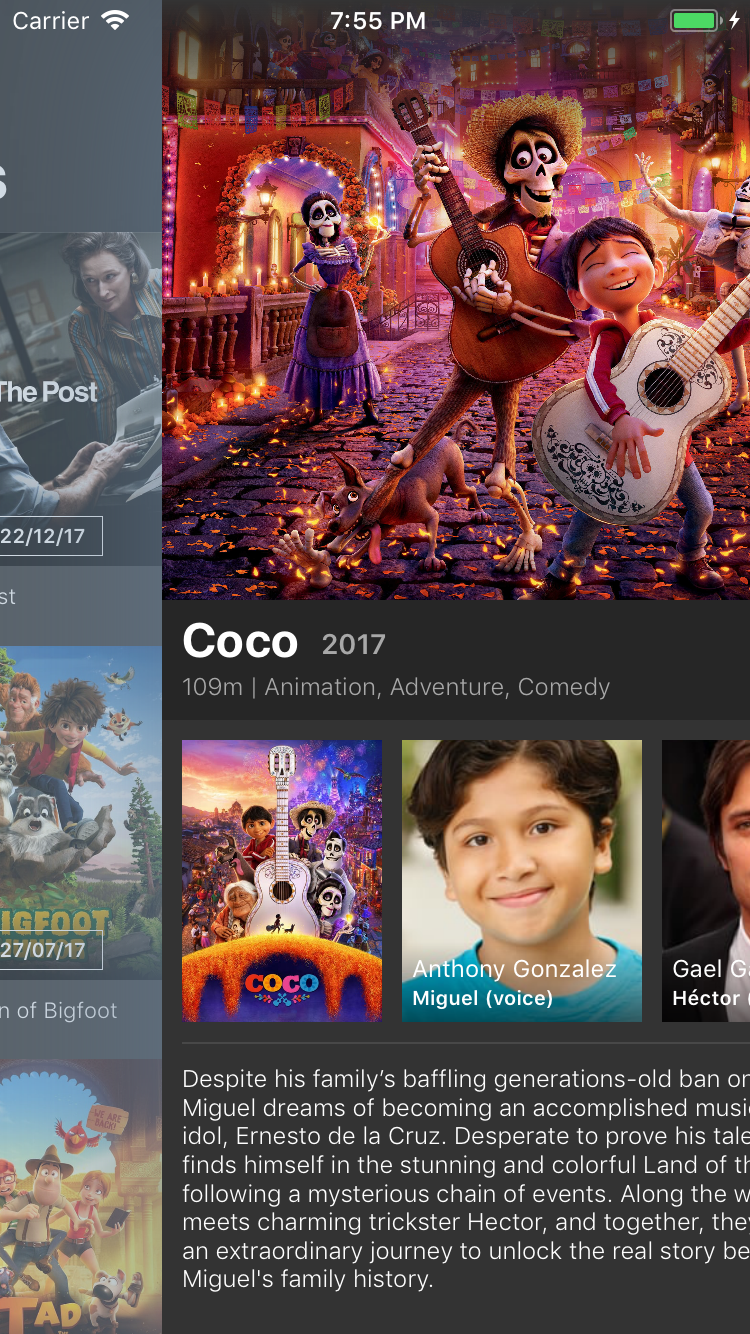 Carrier
7:55 PM
s
The Post
22/12/17
st
IGFOOT
27/07/17
n of Bigfoot
WE ARE
BACK!
TAD
Coco 2017
109m | Animation, Adventure, Comedy
COCO
Anthony Gonzalez
Miguel (voice)
Gael Ga
Héctor (
Despite his family’s baffling generations-old ban on
Miguel dreams of becoming an accomplished musi
idol, Ernesto de la Cruz. Desperate to prove his tale
finds himself in the stunning and colorful Land of th
following a mysterious chain of events. Along the w
meets charming trickster Hector, and together, they
an extraordinary journey to unlock the real story be
Miguel's family history.